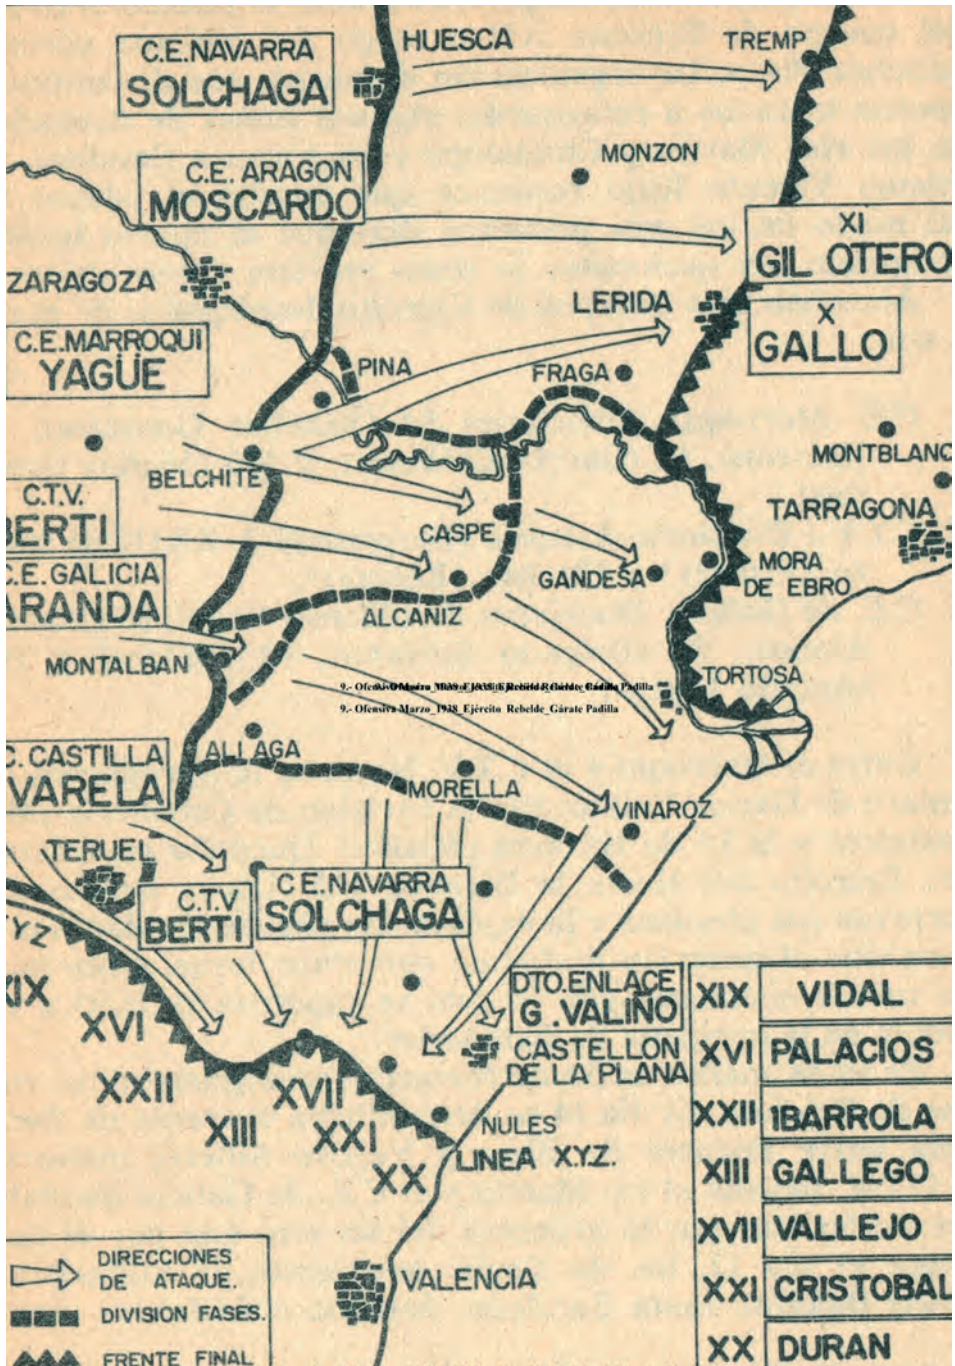 C.E. NAVARRA
SOLCHAGA
HUESCA
TREMP
MONZON
C.E. ARAGON
MOSCARDO
XI
GIL OTERO
X
GALLO
ZARAGOZA
LERIDA
C.E. MARROQUI
YAGÜE
PINA
FRAGA
BELCHITE
MONTBLANC
C.T.V.
BERTI
CASPE
TARRAGONA
C.E. GALICIA
ARANDA
GANDESA
MORA
DE EBRO
ALCANIZ
MONTALBAN
TORTOSA
9.- Ofensiva Marzo_1938_Ejército Rebelde_Gárate Padilla
C. CASTILLA
VARELA
ALIAGA
MORELLA
VINAROZ
TERUEL
C.T.V
BERTI
C E. NAVARRA
SOLCHAGA
YZ
XIX
XVI
XXII
XIII
XVII
XXI
XX
DTO. ENLACE
G. VALIÑO
CASTELLON
DE LA PLANA
NULES
LINEA X.Y.Z.
VALENCIA
XIX VIDAL
XVI PALACIOS
XXII IBARROLA
XIII GALLEGO
XVII VALLEJO
XXI CRISTOBAL
XX DURAN
DIRECCIONES
DE ATAQUE.
DIVISION FASES.
FRENTE FINAL